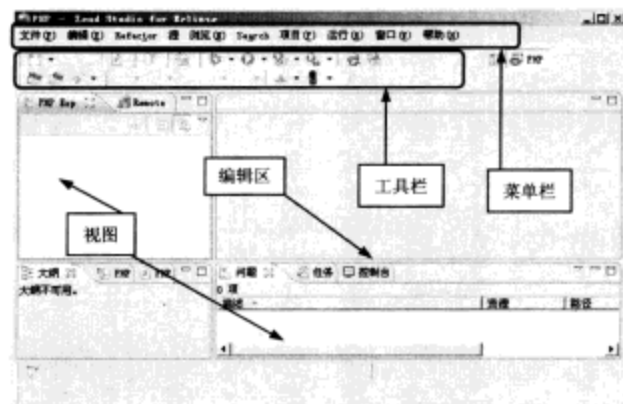 PHP - Zend Studio for Eclipse
文件(F) 编辑(E) Refactor 源 浏览(N) Search 项目(P) 运行(R) 窗口(W) 帮助(H)
PHP
PHP Exp Remote
编辑区 工具栏 菜单栏
视图
大纲 PHP PHP 问题 任务 控制台
大纲不可用。 0 项
描述 资源 路径